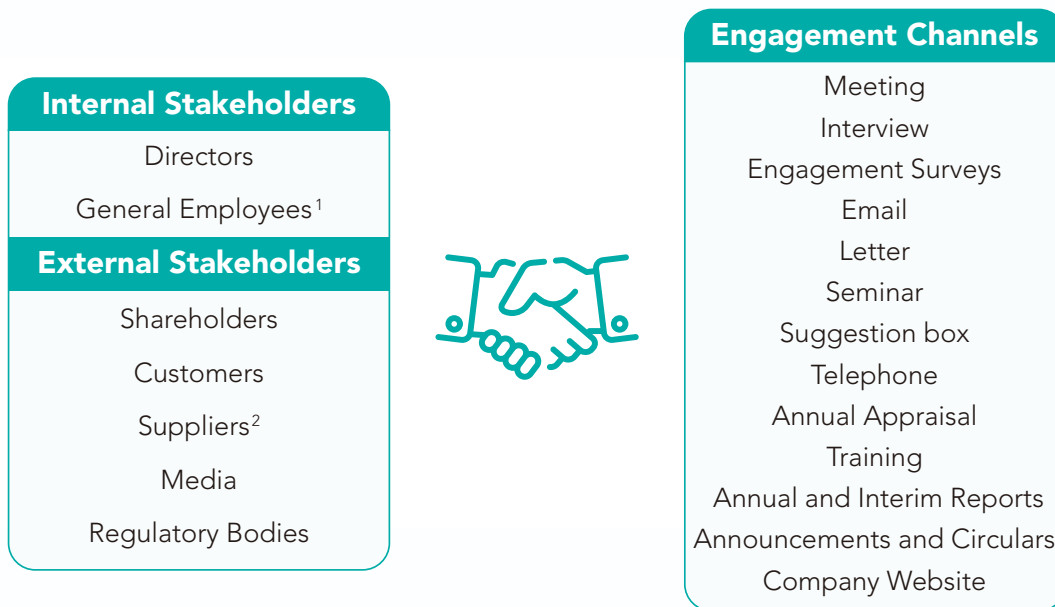 Internal Stakeholders
Directors
General Employees¹
External Stakeholders
Shareholders
Customers
Suppliers²
Media
Regulatory Bodies
Engagement Channels
Meeting
Interview
Engagement Surveys
Email
Letter
Seminar
Suggestion box
Telephone
Annual Appraisal
Training
Annual and Interim Reports
Announcements and Circulars
Company Website